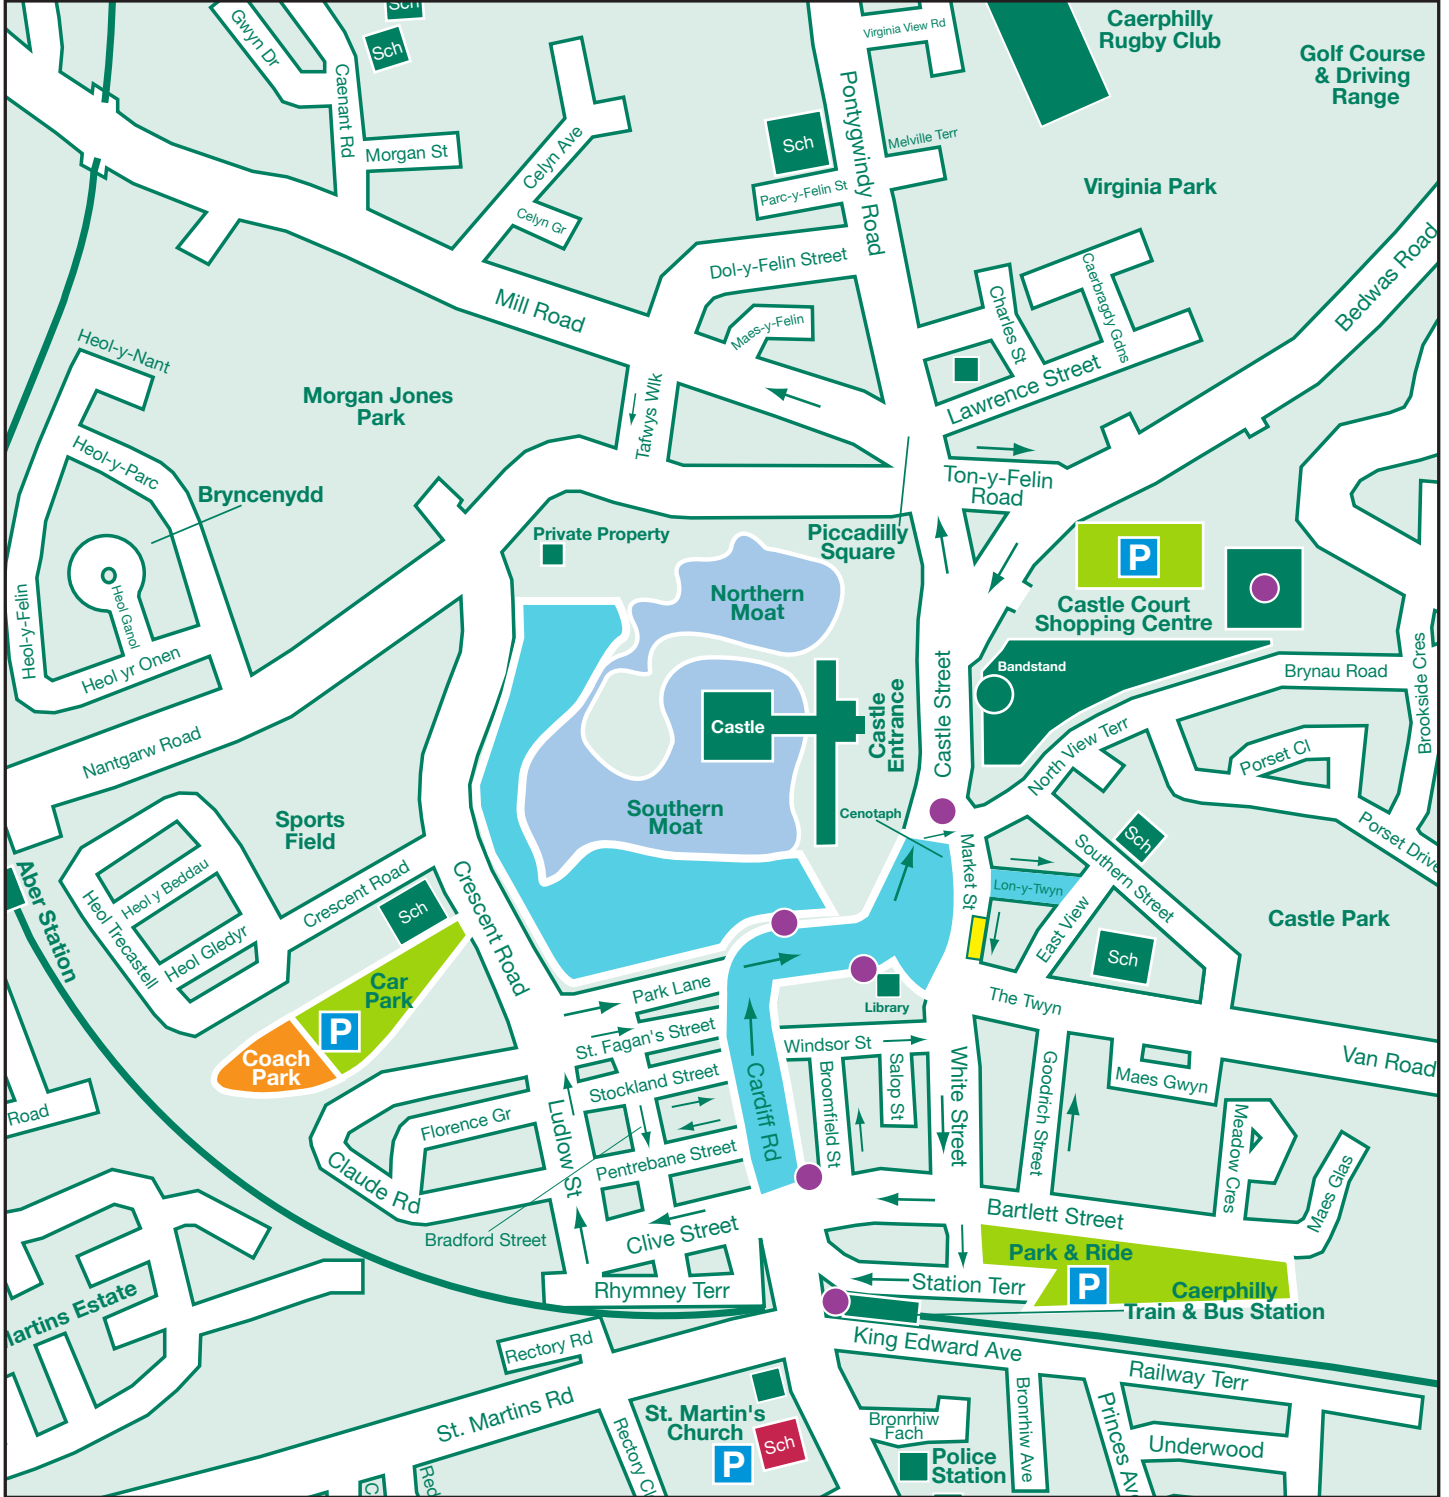 Sch
Sch
Gwyn Dr
Caenant Rd
Morgan St
Celyn Ave
Celyn Gr
Virginia View Rd
Caerphilly
Rugby Club
Golf Course
& Driving
Range
Pontygwindy Road
Sch
Melville Terr
Parc-y-Felin St
Virginia Park
Dol-y-Felin Street
Mill Road
Maes-y-Felin
Charles St
Caerbragdy Gdns
Bedwas Road
Lawrence Street
Heol-y-Nant
Morgan Jones
Park
Tafwys Wlk
Heol-y-Parc
Bryncenydd
Ton-y-Felin
Road
Private Property
Piccadilly
Square
P
Northern
Moat
Castle Court
Shopping Centre
Heol-y-Felin
Heol Ganol
Heol yr Onen
Bandstand
Brynau Road
Brookside Cres
Castle
Castle
Entrance
Castle Street
North View Terr
Porset Cl
Nantgarw Road
Southern
Moat
Sports
Field
Cenotaph
Porset Drive
Market St
Sch
Southern Street
Aber Station
Heol Trecastell
Heol y Beddau
Heol Gledyr
Crescent Road
Sch
Crescent Road
Lon-y-Twyn
East View
Castle Park
Sch
Car
Park
P
Coach
Park
Park Lane
Library
The Twyn
St. Fagan's Street
Windsor St
Van Road
Stockland Street
Cardiff Rd
Broomfield St
Salop St
White Street
Goodrich Street
Maes Gwyn
Road
Florence Gr
Ludlow St
Meadow Cres
Maes Glas
Claude Rd
Pentrebane Street
Bradford Street
Clive Street
Bartlett Street
Park & Ride
P
Rhymney Terr
Station Terr
Caerphilly
Train & Bus Station
artins Estate
Rectory Rd
King Edward Ave
Railway Terr
St. Martins Rd
St. Martin's
Church
P
Sch
Rectory Cl
Bronrhiw
Fach
Bronrhiw Ave
Princes Av
Underwood
Police
Station
Red
C